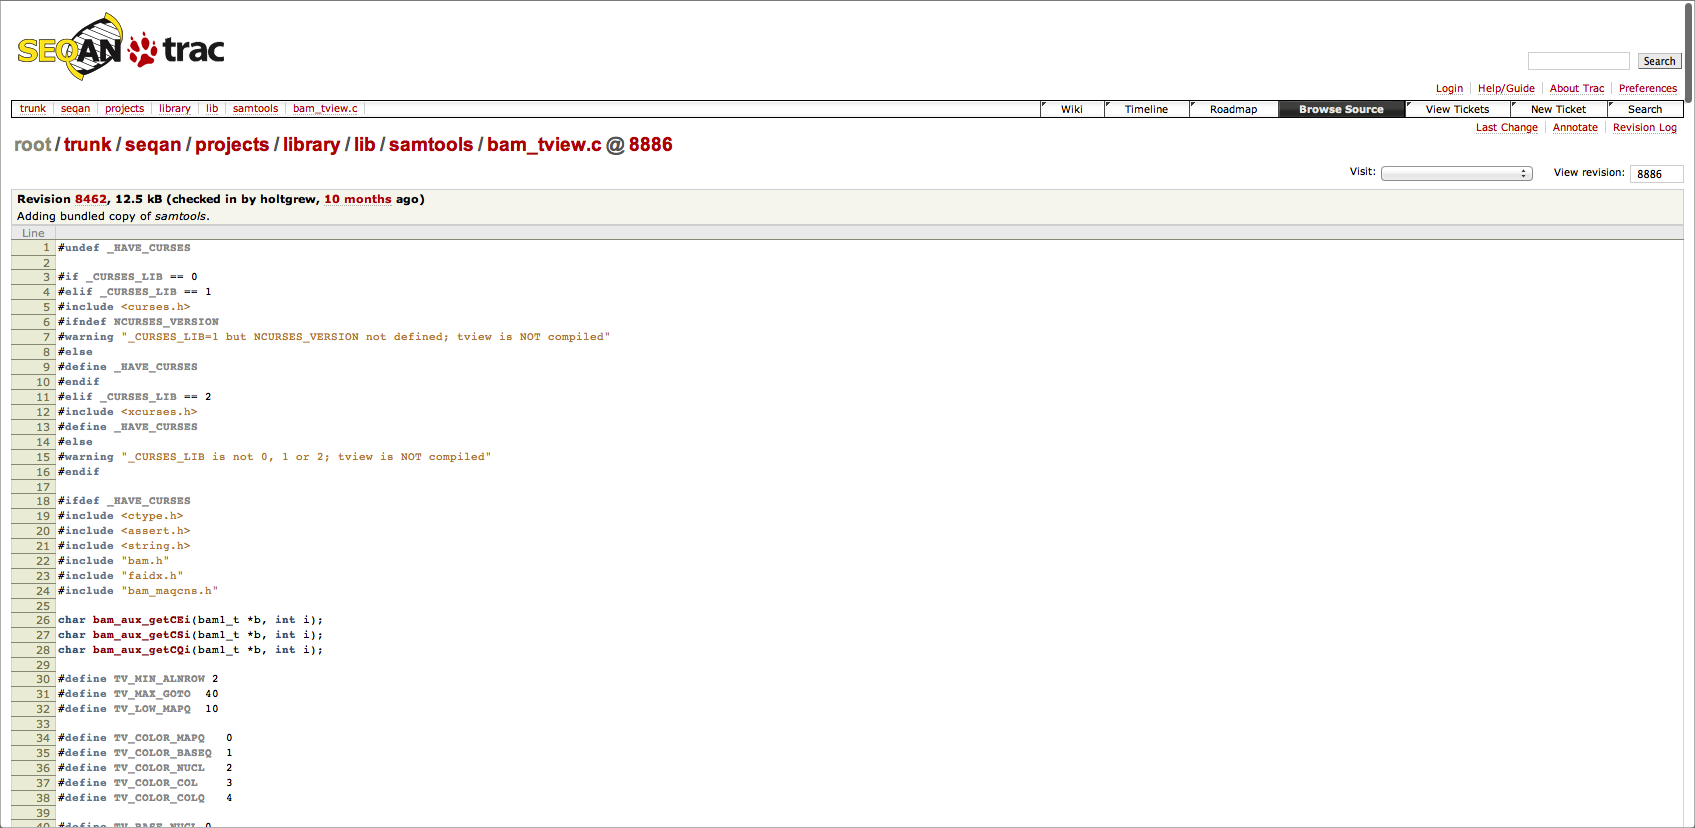 SEQAN trac
Search
Login Help/Guide About Trac Preferences
trunk seqan projects library lib samtools bam_tview.c Wiki Timeline Roadmap Browse Source View Tickets New Ticket Search
Last Change Annotate Revision Log
root / trunk / seqan / projects / library / lib / samtools / bam_tview.c @ 8886
Visit: View revision: 8886
Revision 8462, 12.5 kB (checked in by holtgrew, 10 months ago)
Adding bundled copy of samtools.
Line
1 #undef _HAVE_CURSES
2
3 #if _CURSES_LIB == 0
4 #elif _CURSES_LIB == 1
5 #include <curses.h>
6 #ifndef NCURSES_VERSION
7 #warning "_CURSES_LIB=1 but NCURSES_VERSION not defined; tview is NOT compiled"
8 #else
9 #define _HAVE_CURSES
10 #endif
11 #elif _CURSES_LIB == 2
12 #include <xcurses.h>
13 #define _HAVE_CURSES
14 #else
15 #warning "_CURSES_LIB is not 0, 1 or 2; tview is NOT compiled"
16 #endif
17
18 #ifdef _HAVE_CURSES
19 #include <ctype.h>
20 #include <assert.h>
21 #include <string.h>
22 #include "bam.h"
23 #include "faidx.h"
24 #include "bam_maqcns.h"
25
26 char bam_aux_getCEi(bam1_t *b, int i);
27 char bam_aux_getCSi(bam1_t *b, int i);
28 char bam_aux_getCQi(bam1_t *b, int i);
29
30 #define TV_MIN_ALNROW 2
31 #define TV_MAX_GOTO 40
32 #define TV_LOW_MAPQ 10
33
34 #define TV_COLOR_MAPQ 0
35 #define TV_COLOR_BASEQ 1
36 #define TV_COLOR_NUCL 2
37 #define TV_COLOR_COL 3
38 #define TV_COLOR_COLQ 4
39
40 #define TV_BASE_NUCL 0